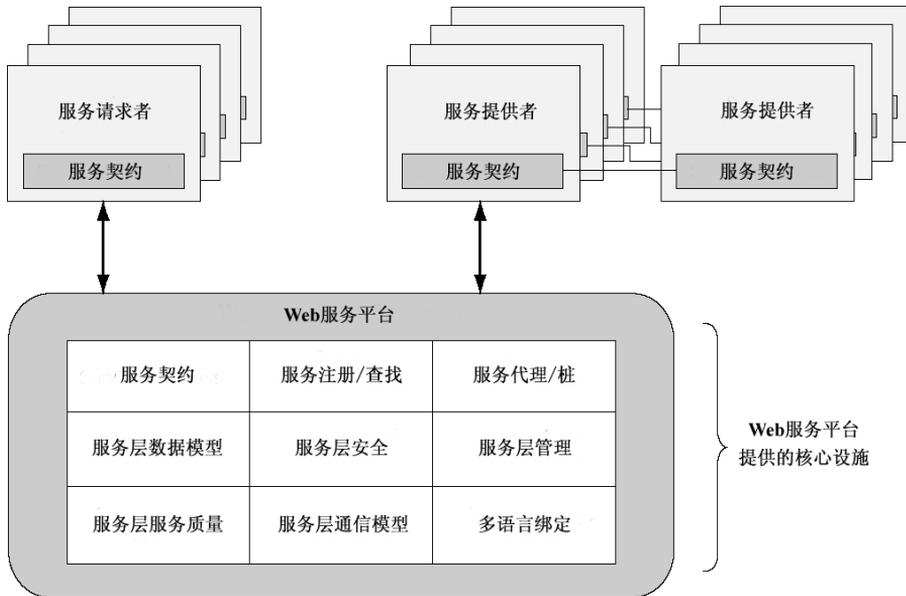 服务请求者
服务契约
服务提供者
服务契约
服务提供者
服务契约
Web服务平台
服务契约
服务注册/查找
服务代理/桩
服务层数据模型
服务层安全
服务层管理
服务层服务质量
服务层通信模型
多语言绑定
Web服务平台
提供的核心设施